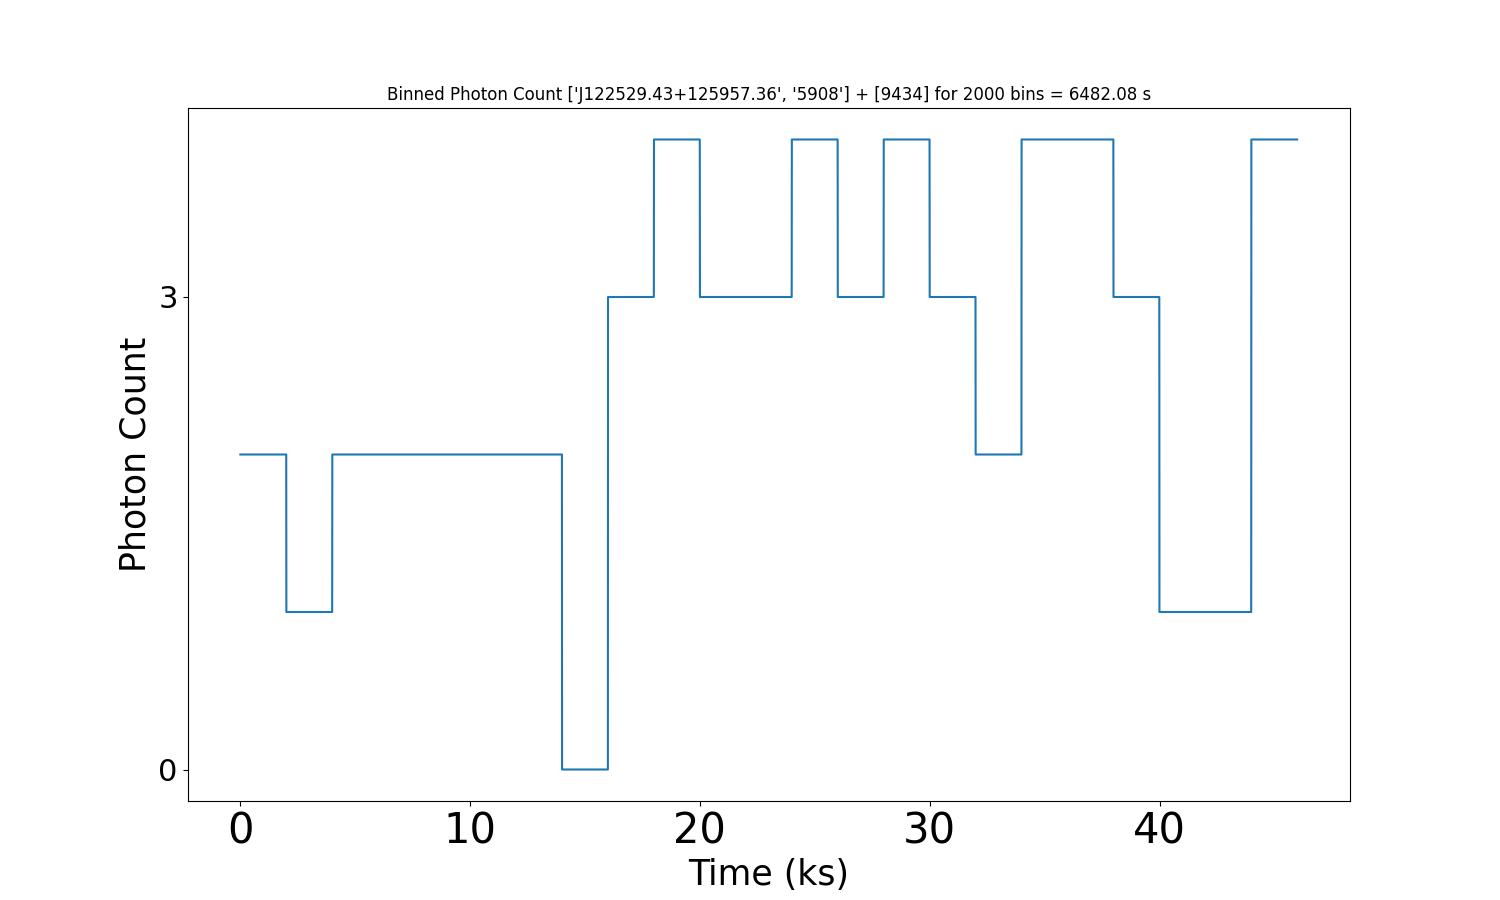 Binned Photon Count ['J122529.43+125957.36', '5908'] + [9434] for 2000 bins = 6482.08 s
3
Photon Count
0
0 10 20 30 40
Time (ks)